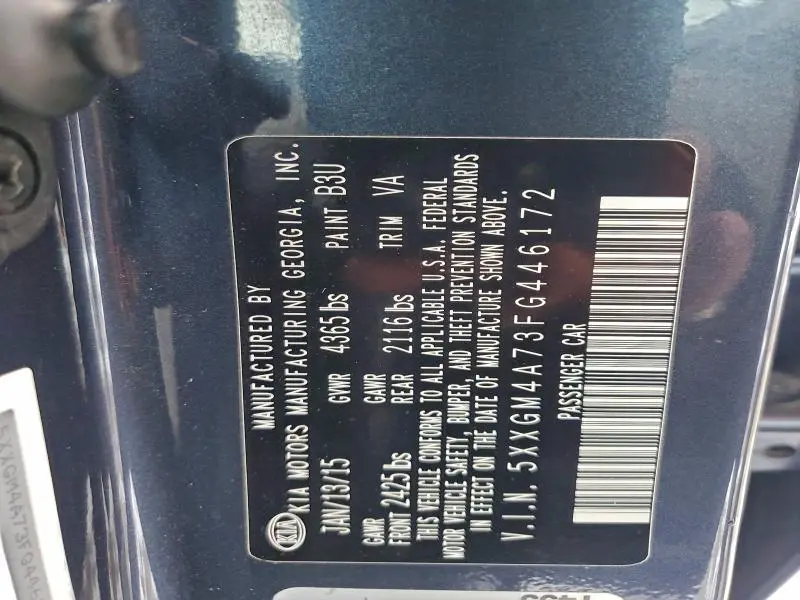 MANUFACTURED BY
KIA KIA MOTORS MANUFACTURING GEORGIA, INC.
JAN/13/15 GVWR 4365 lbs PAINT B3U
GAWR FRONT 2425 lbs GAWR REAR 2116 lbs TRIM VA
THIS VEHICLE CONFORMS TO ALL APPLICABLE U.S.A. FEDERAL
MOTOR VEHICLE SAFETY, BUMPER, AND THEFT PREVENTION STANDARDS
IN EFFECT ON THE DATE OF MANUFACTURE SHOWN ABOVE.
V.I.N. 5XXGM4A73FG446172
PASSENGER CAR